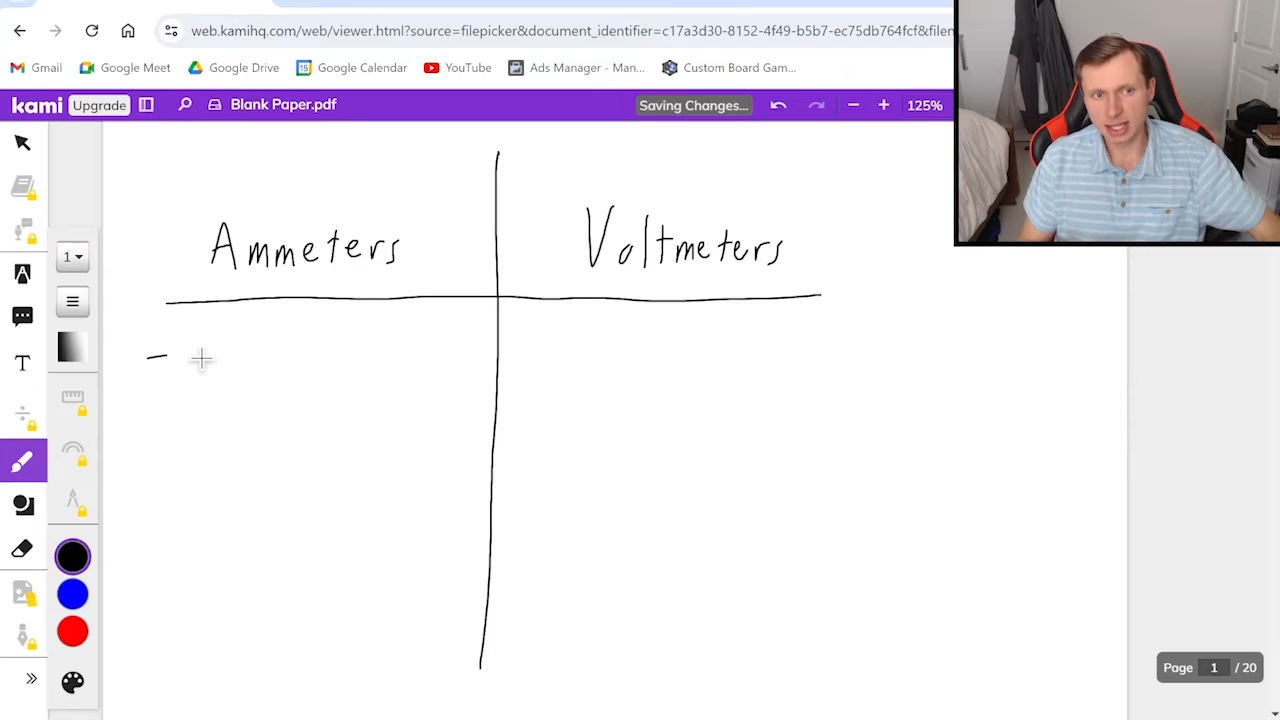 web.kamihq.com/web/viewer.html?source=filepicker&document_identifier=c17a3d30-8152-4f49-b5b7-ec75db764fcf&filen
Gmail Google Meet Google Drive 31 Google Calendar YouTube Ads Manager - Man... Custom Board Gam...
kami Upgrade Blank Paper.pdf Saving Changes... 125%
Ammeters Voltmeters
1
-
T
Page 1 / 20